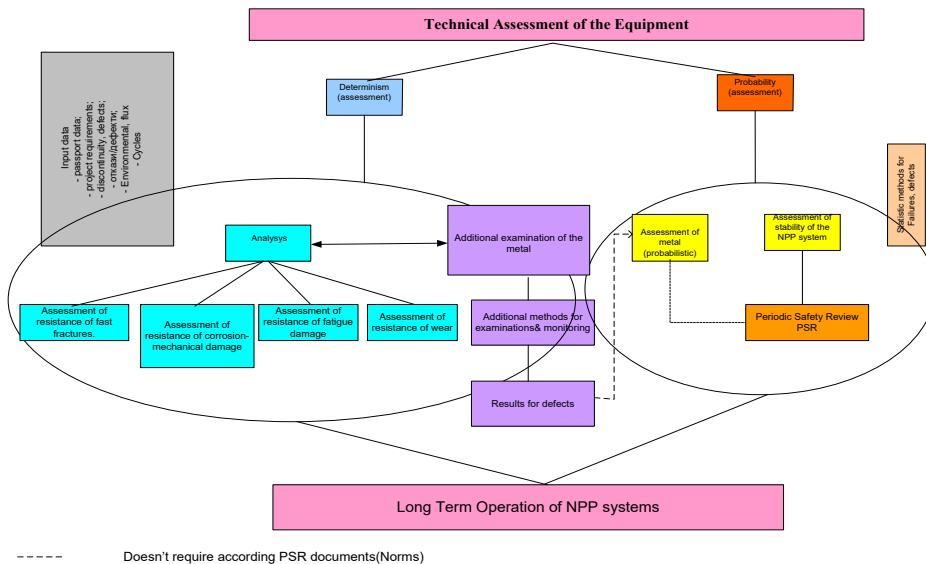 Technical Assessment of the Equipment
Input data
- passport data;
- project requirements;
- discontinuity, defects;
- откази/дефекти;
- Environmental, flux
- Cycles
Determinism
(assessment)
Probability
(assessment)
Statistic methods for
Failures, defects
Analysys
Additional examination of the
metal
Assessment
of metal
(probabilistic)
Assessment of
stability of the
NPP system
Assessment of
resistance of fast
fractures.
Assessment of
resistance of corrosion-
mechanical damage
Assessment of
resistance of fatigue
damage
Assessment of
resistance of wear
Additional methods for
examinations& monitoring
Periodic Safety Review
PSR
Results for defects
Long Term Operation of NPP systems
Doesn't require according PSR documents(Norms)